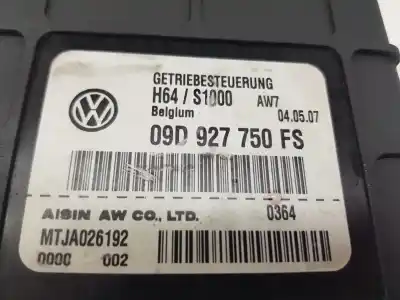 GETRIEBESTEUERUNG
H64 / S1000 AW7
Belgium 04.05.07
09D 927 750 FS
AISIN AW CO., LTD. 0364
MTJA026192
0000 002